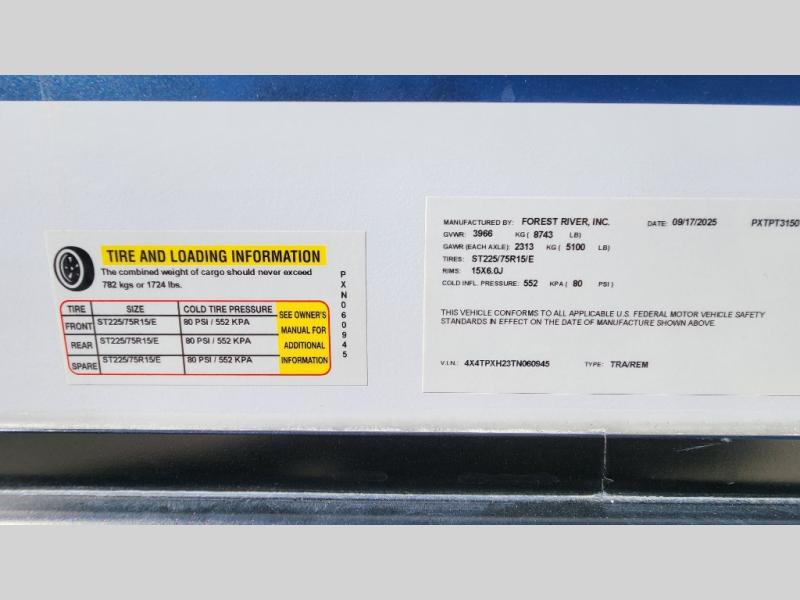 TIRE AND LOADING INFORMATION
The combined weight of cargo should never exceed
782 kgs or 1724 lbs.
TIRE SIZE COLD TIRE PRESSURE
FRONT ST225/75R15/E 80 PSI / 552 KPA
REAR ST225/75R15/E 80 PSI / 552 KPA
SPARE ST225/75R15/E 80 PSI / 552 KPA
SEE OWNER'S
MANUAL FOR
ADDITIONAL
INFORMATION
PXN060945
MANUFACTURED BY: FOREST RIVER, INC. DATE: 09/17/2025 PXTPT3150
GVWR: 3966 KG ( 8743 LB)
GAWR (EACH AXLE): 2313 KG ( 5100 LB)
TIRES: ST225/75R15/E
RIMS: 15X6.0J
COLD INFL. PRESSURE: 552 KPA ( 80 PSI )
THIS VEHICLE CONFORMS TO ALL APPLICABLE U.S. FEDERAL MOTOR VEHICLE SAFETY
STANDARDS IN EFFECT ON THE DATE OF MANUFACTURE SHOWN ABOVE.
V.I.N.: 4X4TPXH23TN060945 TYPE: TRA/REM